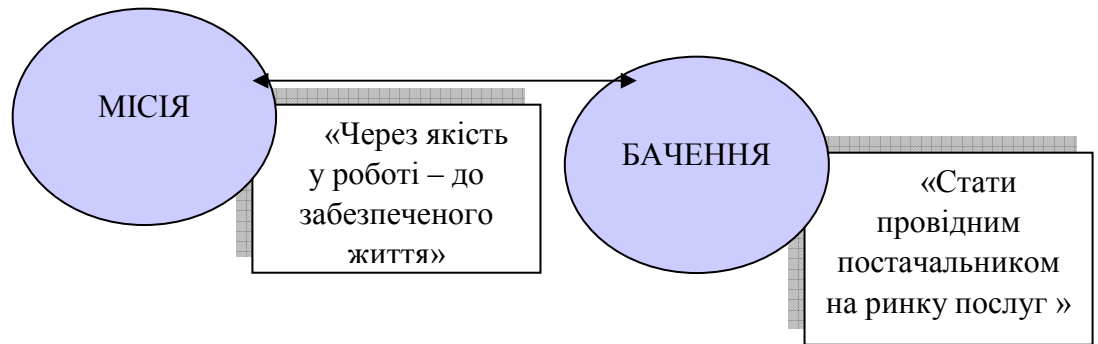 МІСІЯ
«Через якість
у роботі – до
забезпеченого
життя»
БАЧЕННЯ
«Стати
провідним
постачальником
на ринку послуг »